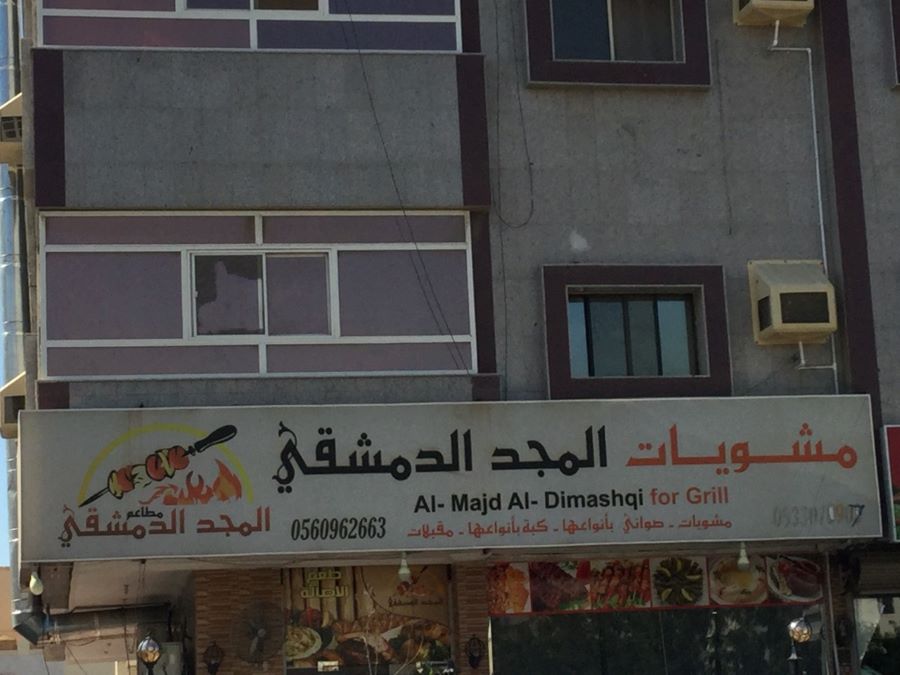 مشويات المجد الدمشقي
Al- Majd Al- Dimashqi for Grill
مشويات - صواني بأنواعها - كبة بأنواعها - مقبلات
0560962663
مطاعم
المجد الدمشقي